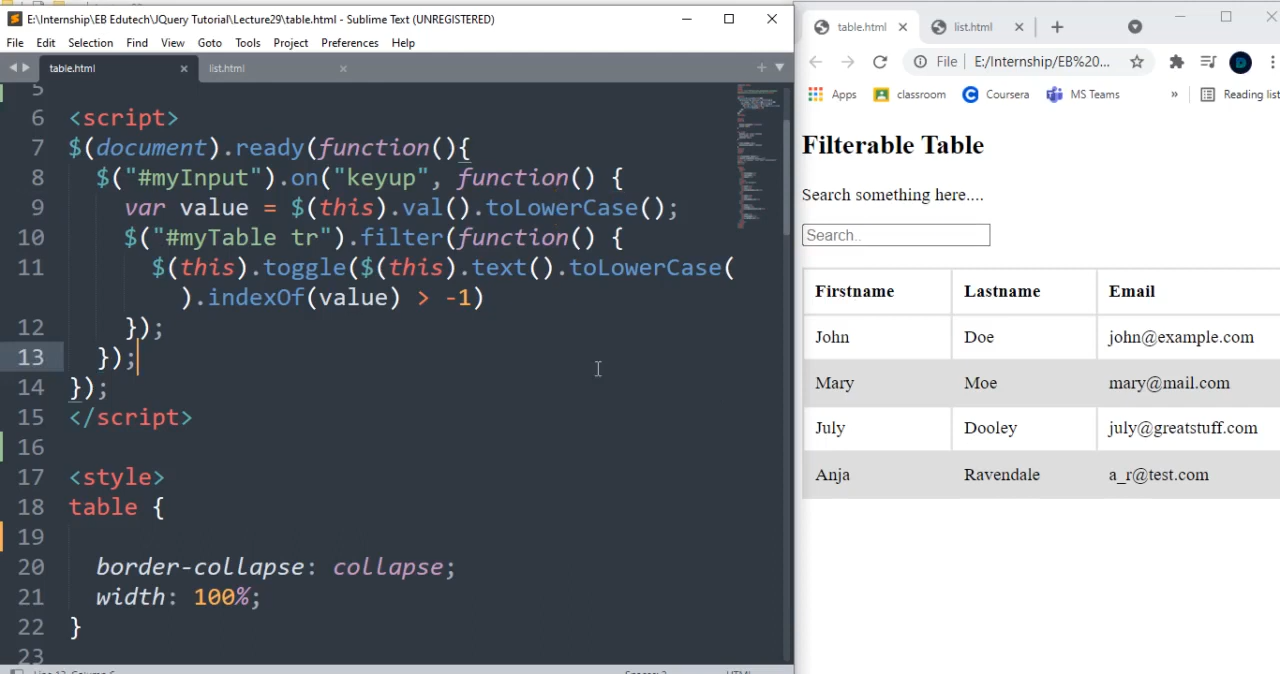 E:\Internship\EB Edutech\JQuery Tutorial\Lecture29\table.html - Sublime Text (UNREGISTERED)
File Edit Selection Find View Goto Tools Project Preferences Help
table.html list.html
5
6 <script>
7 $(document).ready(function(){
8 $("#myInput").on("keyup", function() {
9 var value = $(this).val().toLowerCase();
10 $("#myTable tr").filter(function() {
11 $(this).toggle($(this).text().toLowerCase(
).indexOf(value) > -1)
12 });
13 });
14 });
15 </script>
16
17 <style>
18 table {
19
20 border-collapse: collapse;
21 width: 100%;
22 }
23
table.html list.html
File E:/Internship/EB%20...
D
Apps classroom Coursera MS Teams » Reading list
Filterable Table
Search something here....
Search..
Firstname Lastname Email
John Doe john@example.com
Mary Moe mary@mail.com
July Dooley july@greatstuff.com
Anja Ravendale a_r@test.com